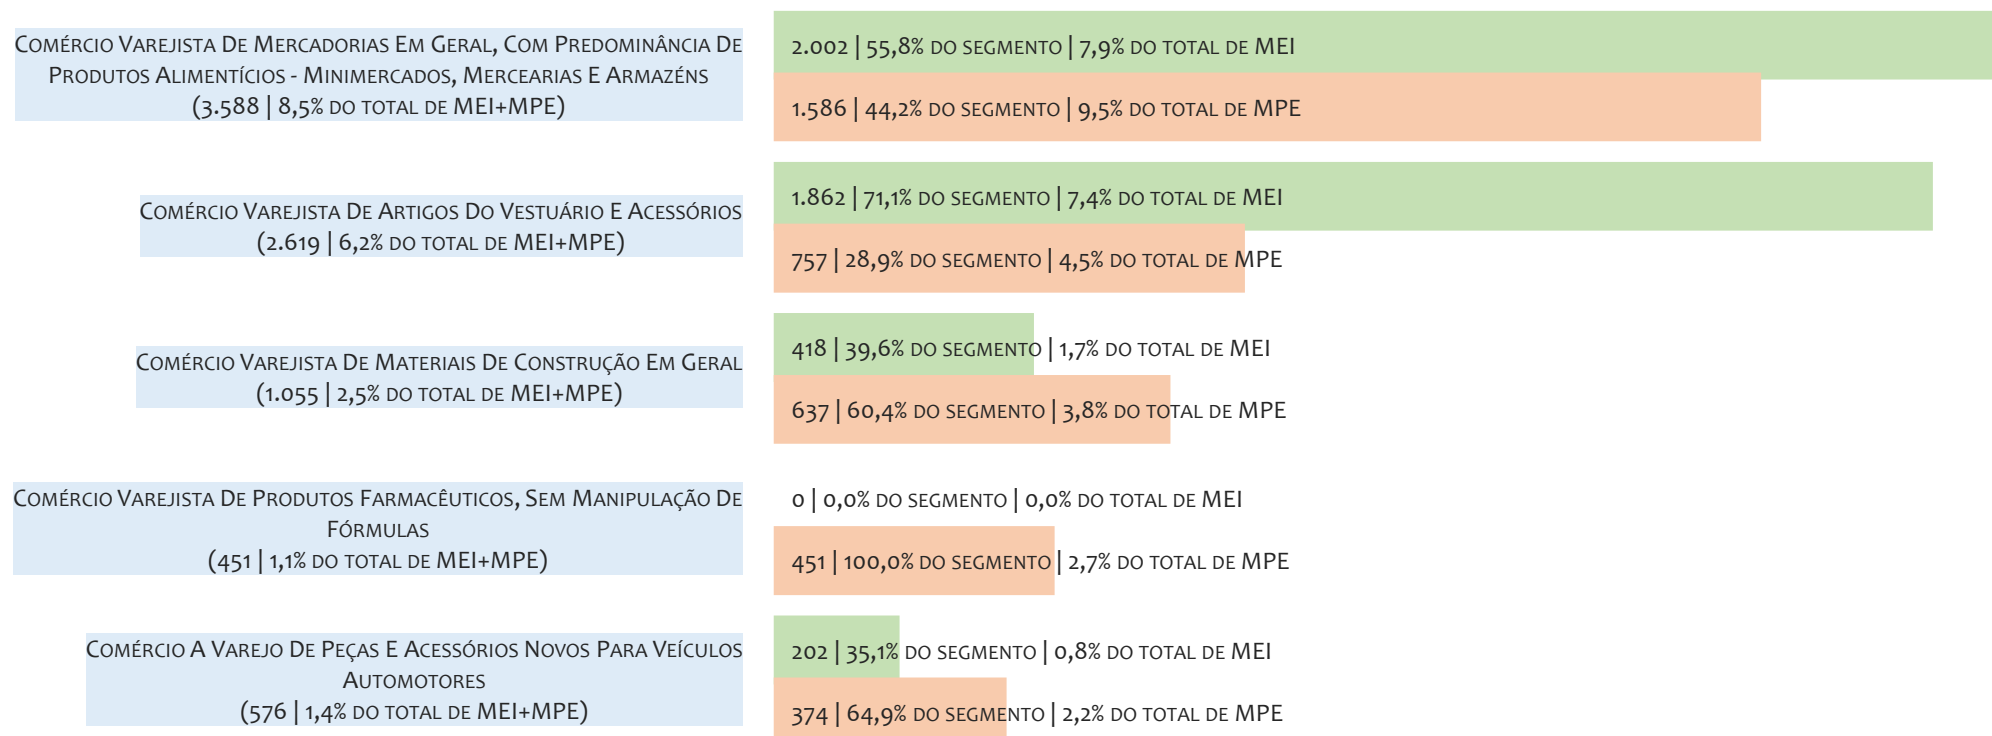 Comércio Varejista De Mercadorias Em Geral, Com Predominância De
Produtos Alimentícios - Minimercados, Mercearias E Armazéns
(3.588 | 8,5% do total de MEI+MPE)
2.002 | 55,8% do segmento | 7,9% do total de MEI
1.586 | 44,2% do segmento | 9,5% do total de MPE
Comércio Varejista De Artigos Do Vestuário E Acessórios
(2.619 | 6,2% do total de MEI+MPE)
1.862 | 71,1% do segmento | 7,4% do total de MEI
757 | 28,9% do segmento | 4,5% do total de MPE
Comércio Varejista De Materiais De Construção Em Geral
(1.055 | 2,5% do total de MEI+MPE)
418 | 39,6% do segmento | 1,7% do total de MEI
637 | 60,4% do segmento | 3,8% do total de MPE
Comércio Varejista De Produtos Farmacêuticos, Sem Manipulação De
Fórmulas
(451 | 1,1% do total de MEI+MPE)
0 | 0,0% do segmento | 0,0% do total de MEI
451 | 100,0% do segmento | 2,7% do total de MPE
Comércio A Varejo De Peças E Acessórios Novos Para Veículos
Automotores
(576 | 1,4% do total de MEI+MPE)
202 | 35,1% do segmento | 0,8% do total de MEI
374 | 64,9% do segmento | 2,2% do total de MPE